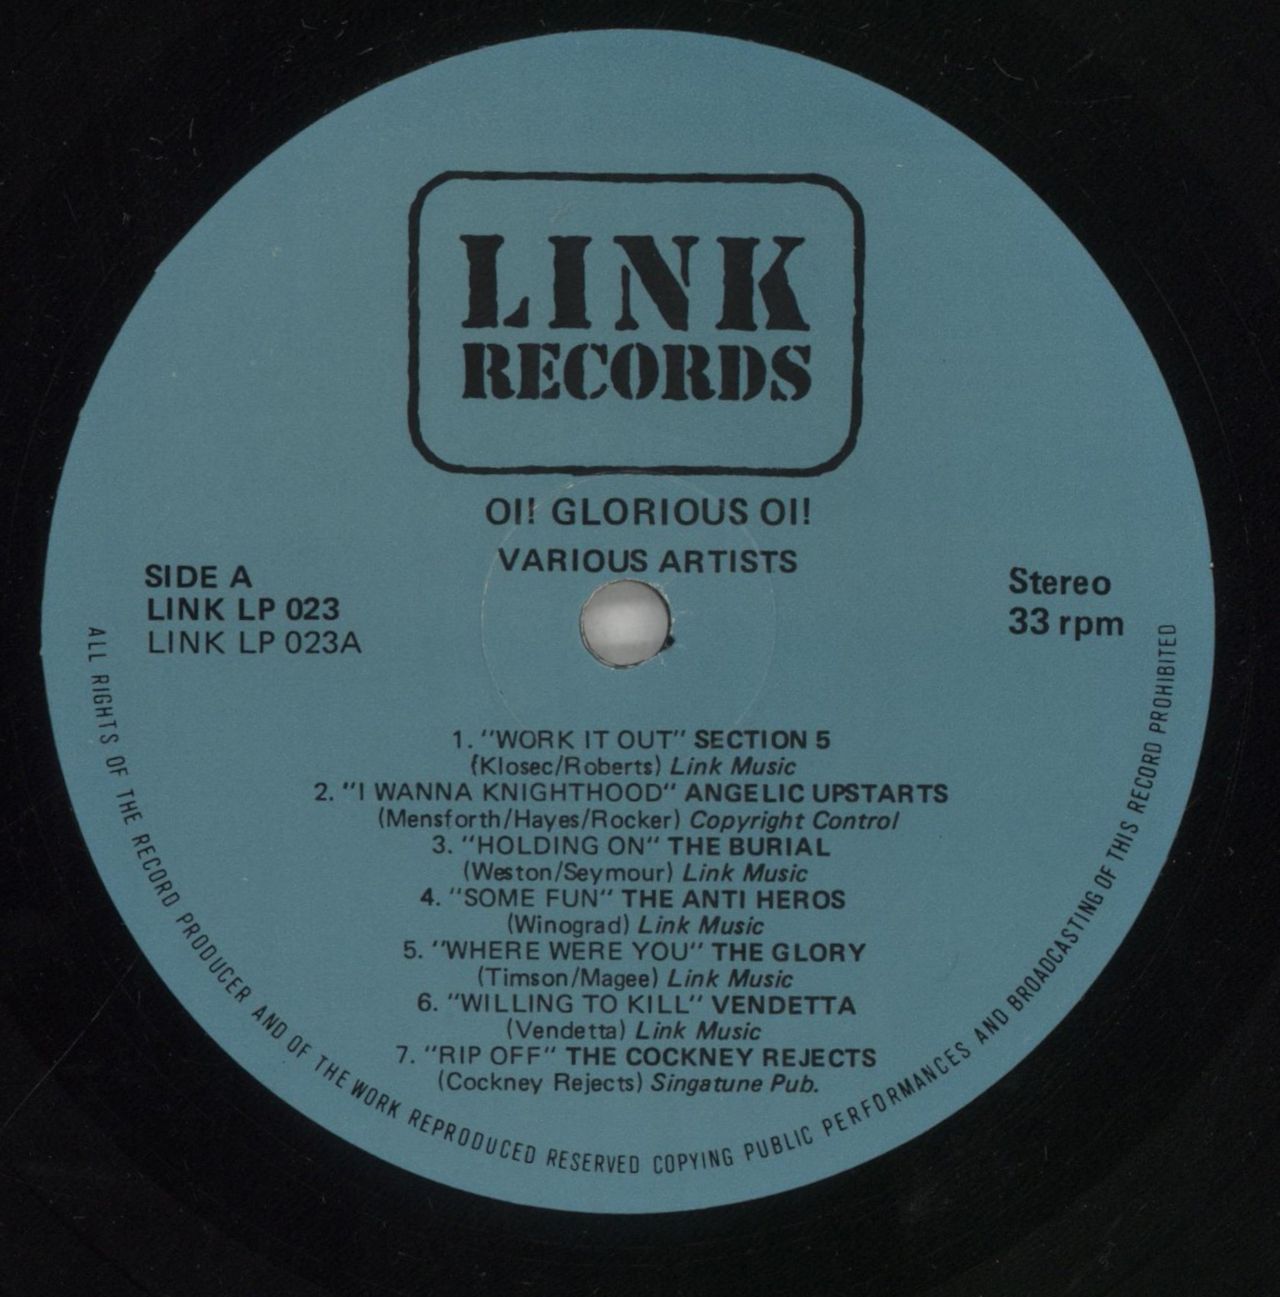 LINK
RECORDS
OI! GLORIOUS OI!
VARIOUS ARTISTS
SIDE A
LINK LP 023
LINK LP 023A
Stereo
33 rpm
1. "WORK IT OUT" SECTION 5
(Klosec/Roberts) Link Music
2. "I WANNA KNIGHTHOOD" ANGELIC UPSTARTS
(Mensforth/Hayes/Rocker) Copyright Control
3. "HOLDING ON" THE BURIAL
(Weston/Seymour) Link Music
4. "SOME FUN" THE ANTI HEROS
(Winograd) Link Music
5. "WHERE WERE YOU" THE GLORY
(Timson/Magee) Link Music
6. "WILLING TO KILL" VENDETTA
(Vendetta) Link Music
7. "RIP OFF" THE COCKNEY REJECTS
(Cockney Rejects) Singatune Pub.
ALL RIGHTS OF THE RECORD PRODUCER AND OF THE WORK REPRODUCED RESERVED COPYING PUBLIC PERFORMANCES AND BROADCASTING OF THIS RECORD PROHIBITED